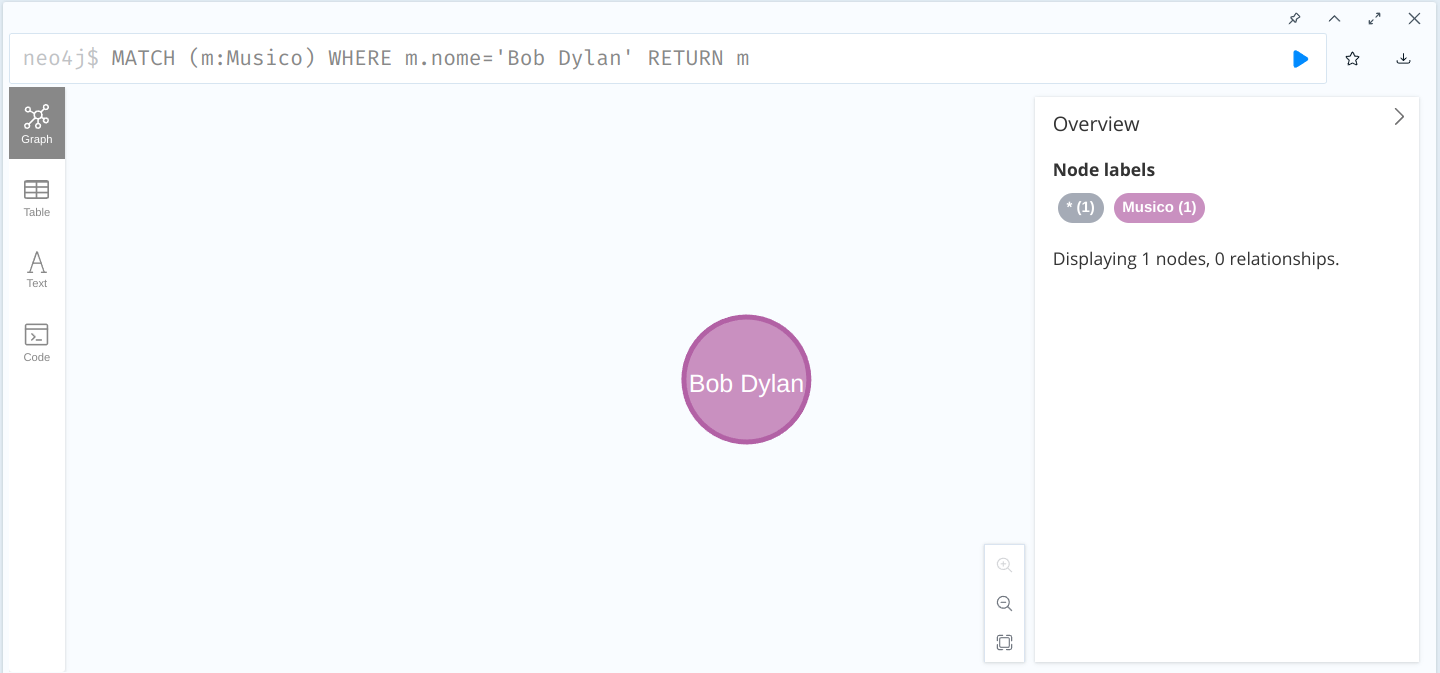 neo4j$ MATCH (m:Musico) WHERE m.nome='Bob Dylan' RETURN m
Graph
Table
Text
Code
Bob Dylan
Overview
Node labels
* (1) Musico (1)
Displaying 1 nodes, 0 relationships.